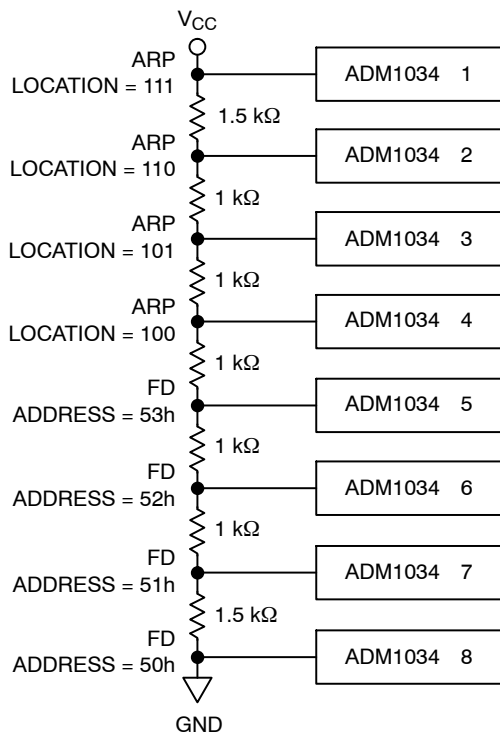 VCC
ARP
LOCATION = 111
ADM1034 1
1.5 kΩ
ARP
LOCATION = 110
ADM1034 2
1 kΩ
ARP
LOCATION = 101
ADM1034 3
1 kΩ
ARP
LOCATION = 100
ADM1034 4
1 kΩ
FD
ADDRESS = 53h
ADM1034 5
1 kΩ
FD
ADDRESS = 52h
ADM1034 6
1 kΩ
FD
ADDRESS = 51h
ADM1034 7
1.5 kΩ
FD
ADDRESS = 50h
ADM1034 8
GND